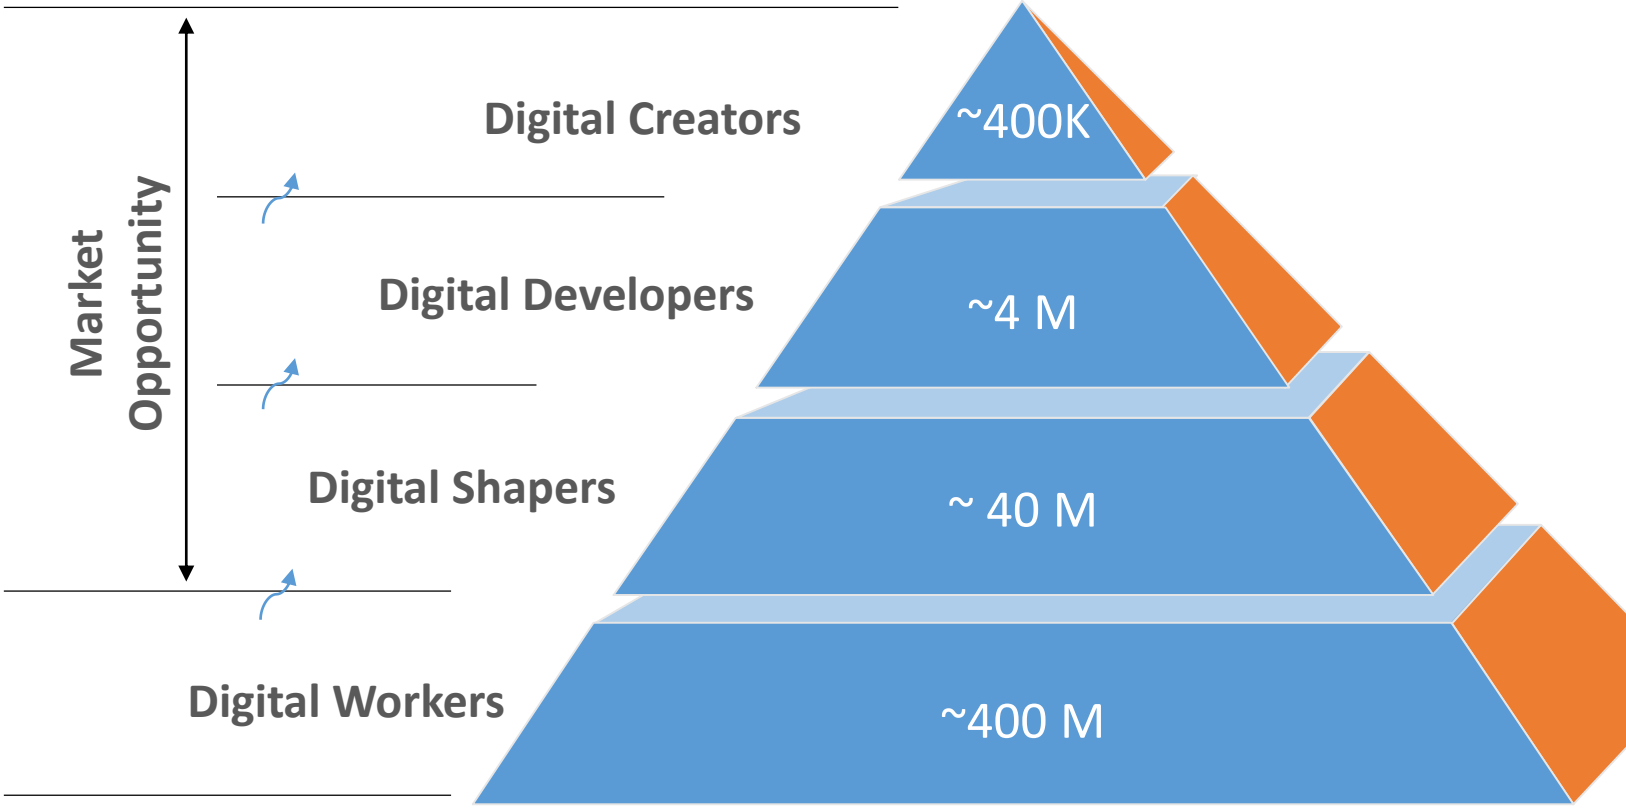 Market
Opportunity
Digital Creators
~400K
Digital Developers
~4 M
Digital Shapers
~ 40 M
Digital Workers
~400 M